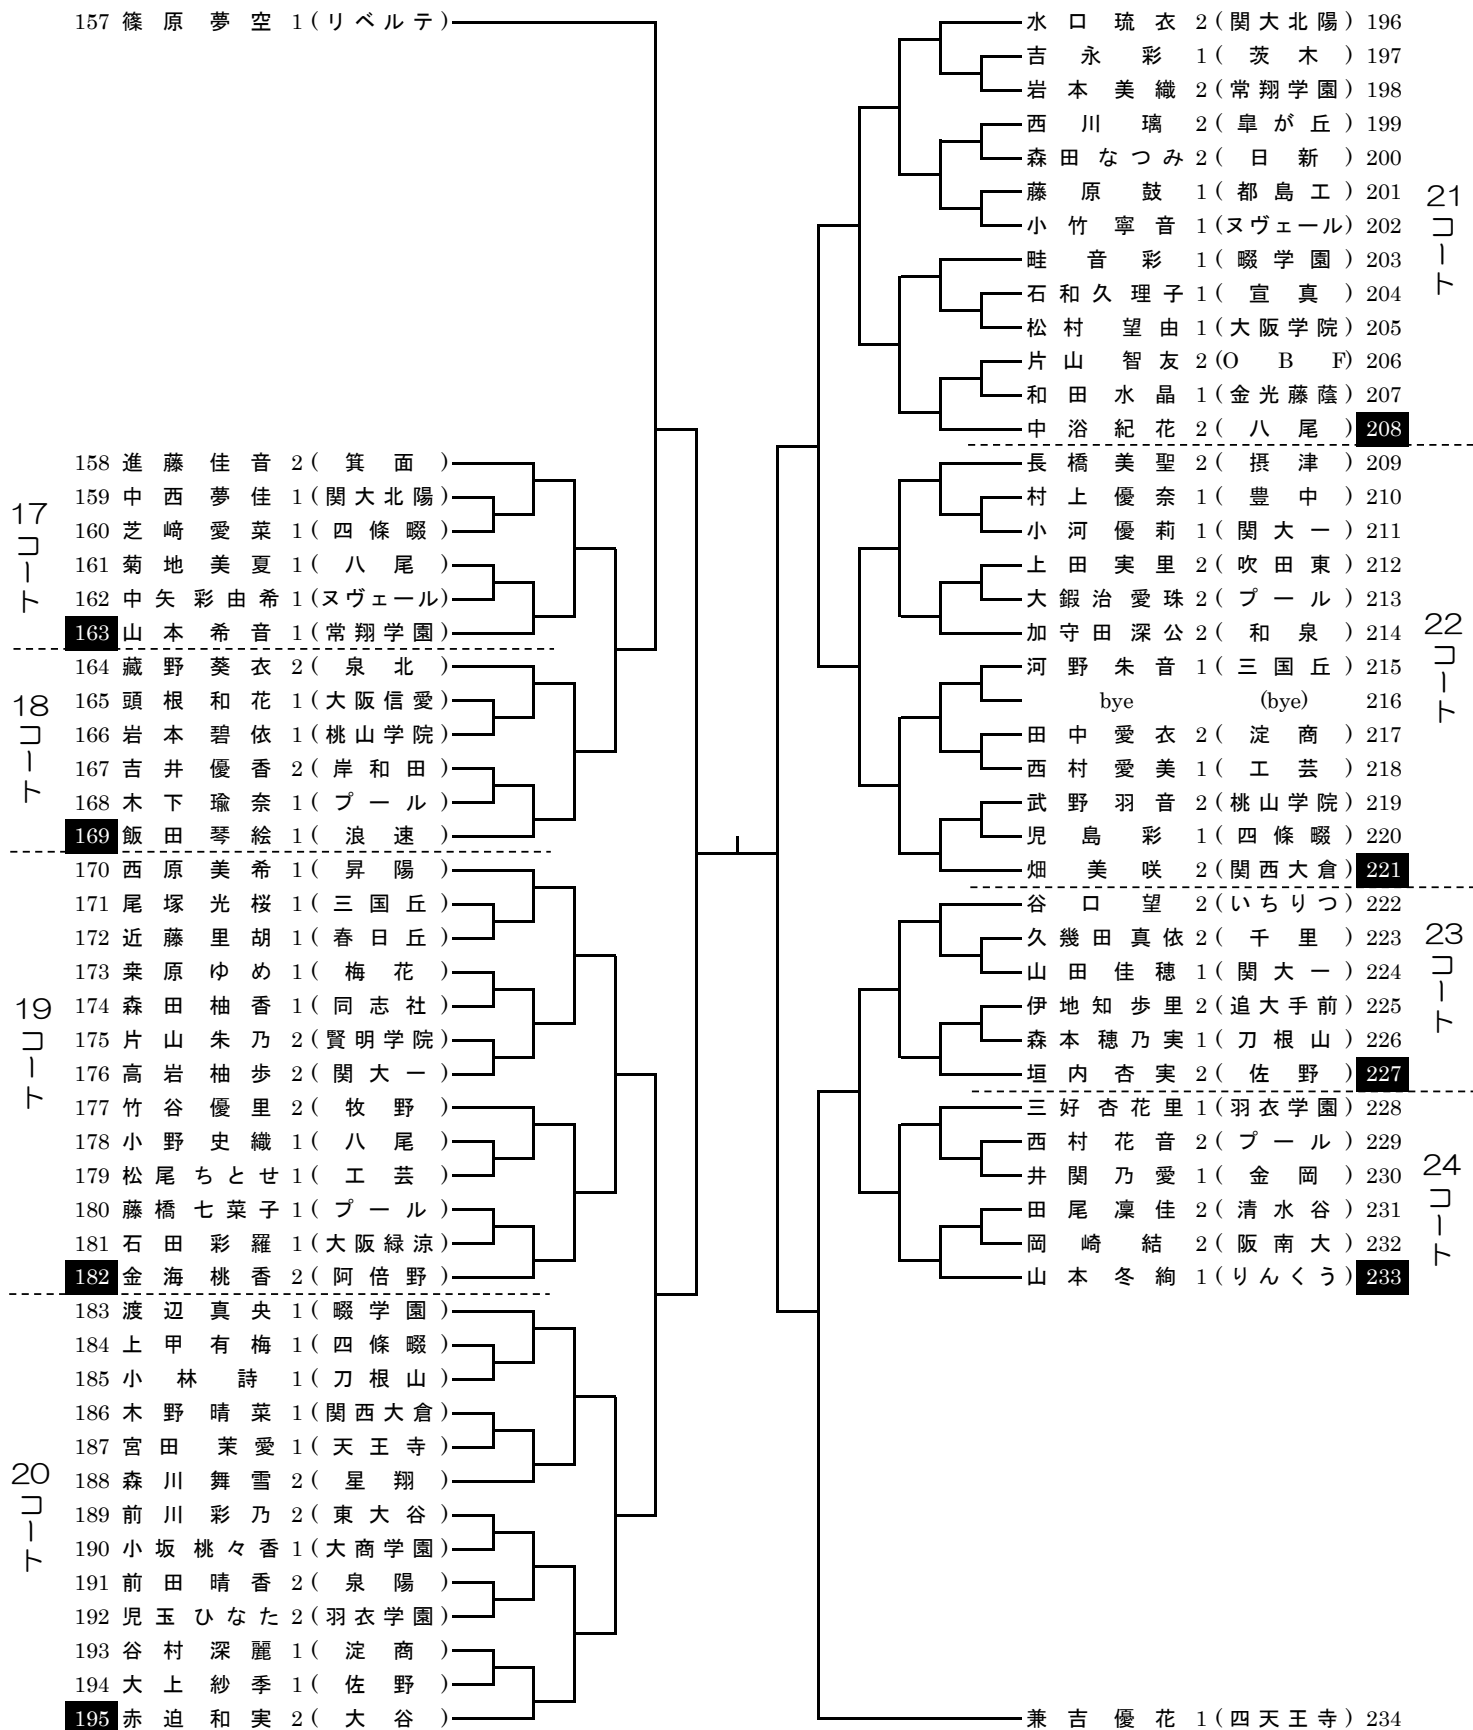 157 篠原夢空 1(リベルテ)
17コート
158 進藤佳音 2(箕面)
159 中西夢佳 1(関大北陽)
160 芝﨑愛菜 1(四條畷)
161 菊地美夏 1(八尾)
162 中矢彩由希 1(ヌヴェール)
163 山本希音 1(常翔学園)
18コート
164 藏野葵衣 2(泉北)
165 頭根和花 1(大阪信愛)
166 岩本碧依 1(桃山学院)
167 吉井優香 2(岸和田)
168 木下瑜奈 1(プール)
169 飯田琴絵 1(浪速)
19コート
170 西原美希 1(昇陽)
171 尾塚光桜 1(三国丘)
172 近藤里胡 1(春日丘)
173 桒原ゆめ 1(梅花)
174 森田柚香 1(同志社)
175 片山朱乃 2(賢明学院)
176 高岩柚歩 2(関大一)
177 竹谷優里 2(牧野)
178 小野史織 1(八尾)
179 松尾ちとせ 1(工芸)
180 藤橋七菜子 1(プール)
181 石田彩羅 1(大阪緑涼)
182 金海桃香 2(阿倍野)
20コート
183 渡辺真央 1(畷学園)
184 上甲有梅 1(四條畷)
185 小林詩 1(刀根山)
186 木野晴菜 1(関西大倉)
187 宮田茉愛 1(天王寺)
188 森川舞雪 2(星翔)
189 前川彩乃 2(東大谷)
190 小坂桃々香 1(大商学園)
191 前田晴香 2(泉陽)
192 児玉ひなた 2(羽衣学園)
193 谷村深麗 1(淀商)
194 大上紗季 1(佐野)
195 赤迫和実 2(大谷)
21コート
水口琉衣 2(関大北陽) 196
吉永彩 1(茨木) 197
岩本美織 2(常翔学園) 198
西川璃 2(皐が丘) 199
森田なつみ 2(日新) 200
藤原鼓 1(都島工) 201
小竹寧音 1(ヌヴェール) 202
畦音彩 1(畷学園) 203
石和久理子 1(宣真) 204
松村望由 1(大阪学院) 205
片山智友 2(OBF) 206
和田水晶 1(金光藤蔭) 207
中浴紀花 2(八尾) 208
22コート
長橋美聖 2(摂津) 209
村上優奈 1(豊中) 210
小河優莉 1(関大一) 211
上田実里 2(吹田東) 212
大鍜治愛珠 2(プール) 213
加守田深公 2(和泉) 214
河野朱音 1(三国丘) 215
bye (bye) 216
田中愛衣 2(淀商) 217
西村愛美 1(工芸) 218
武野羽音 2(桃山学院) 219
児島彩 1(四條畷) 220
畑美咲 2(関西大倉) 221
23コート
谷口望 2(いちりつ) 222
久幾田真依 2(千里) 223
山田佳穂 1(関大一) 224
伊地知歩里 2(追大手前) 225
森本穂乃実 1(刀根山) 226
垣内杏実 2(佐野) 227
24コート
三好杏花里 1(羽衣学園) 228
西村花音 2(プール) 229
井関乃愛 1(金岡) 230
田尾凜佳 2(清水谷) 231
岡崎結 2(阪南大) 232
山本冬絢 1(りんくう) 233
兼吉優花 1(四天王寺) 234